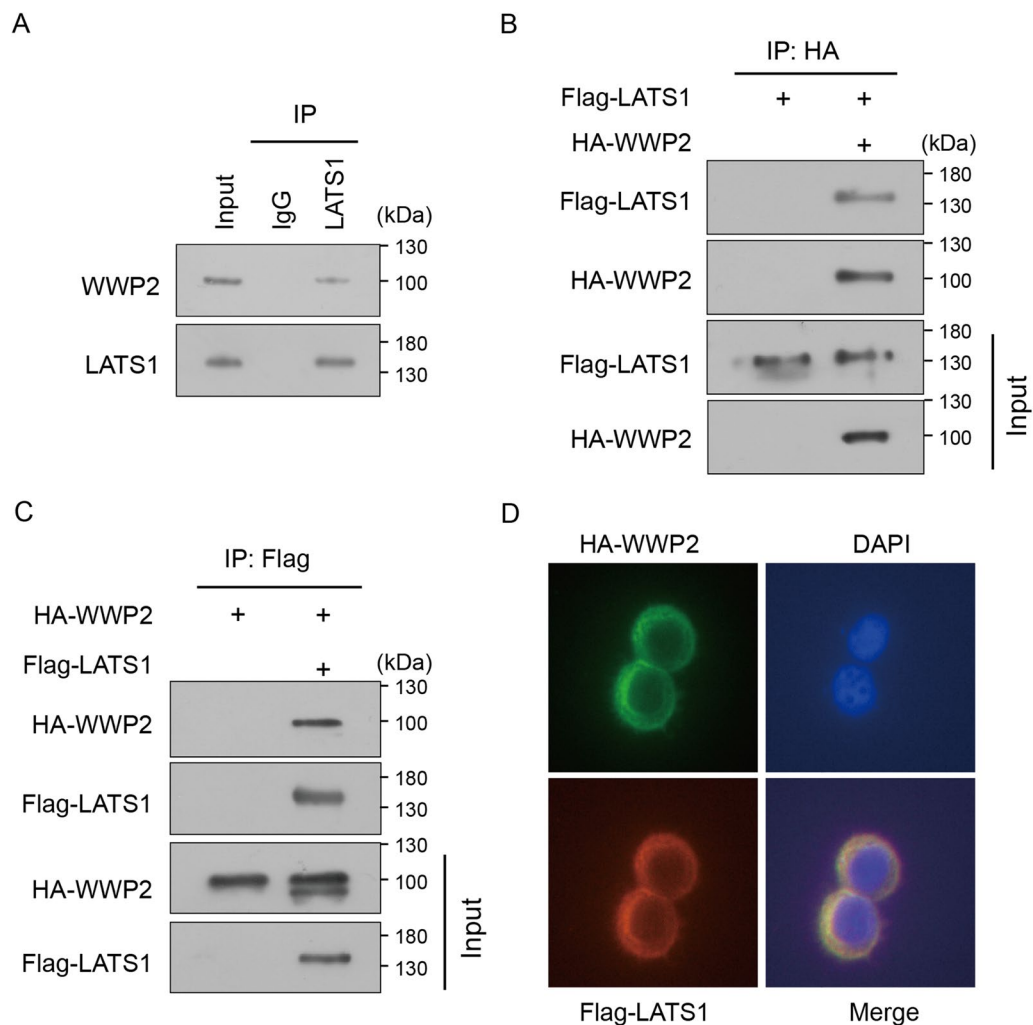 A
IP
Input
IgG
LATS1
(kDa)
WWP2
130
100
LATS1
180
130
B
IP: HA
Flag-LATS1 + +
HA-WWP2 + (kDa)
Flag-LATS1
180
130
HA-WWP2
130
100
Flag-LATS1
180
130
HA-WWP2
130
100
Input
C
IP: Flag
HA-WWP2 + +
Flag-LATS1 + (kDa)
HA-WWP2
130
100
Flag-LATS1
180
130
HA-WWP2
130
100
Flag-LATS1
180
130
Input
D
HA-WWP2 DAPI
Flag-LATS1 Merge